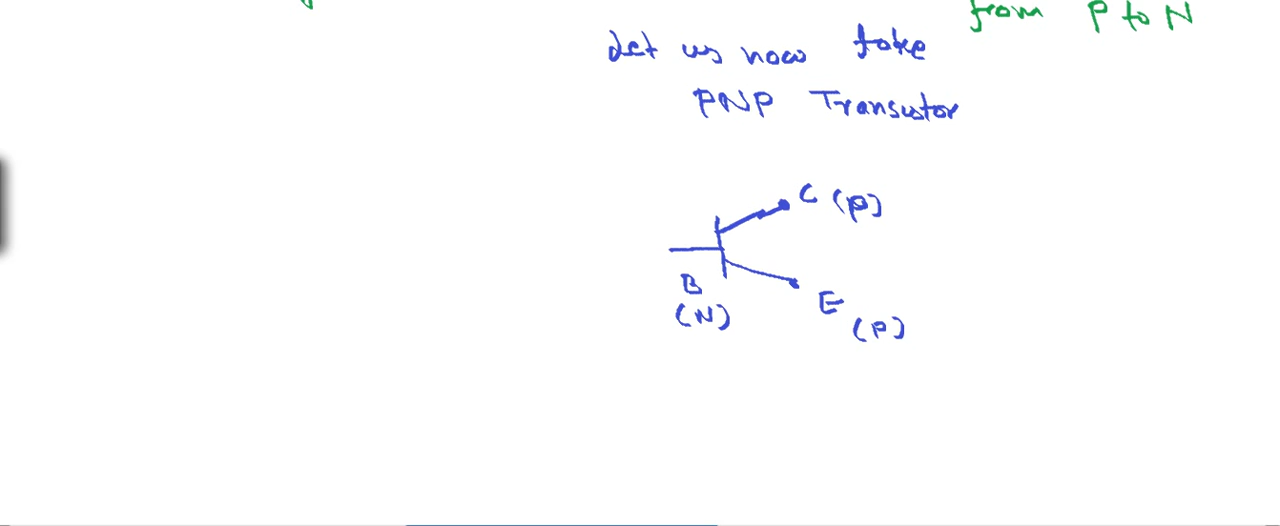 from P to N
Let us now take
PNP Transistor
C (P)
B
(N)
E
(P)